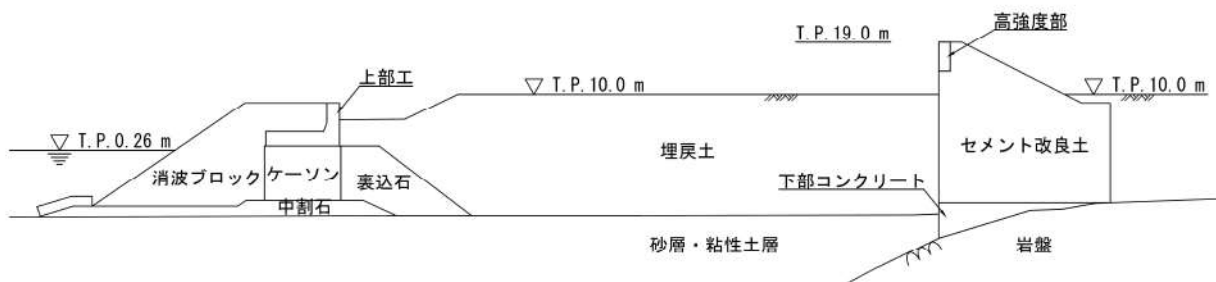 高強度部
T.P.19.0 m
上部工
T.P.10.0 m
T.P.10.0 m
T.P.0.26 m
セメント改良土
埋戻土
消波ブロック
ケーソン
裏込石
下部コンクリート
中割石
砂層・粘性土層
岩盤